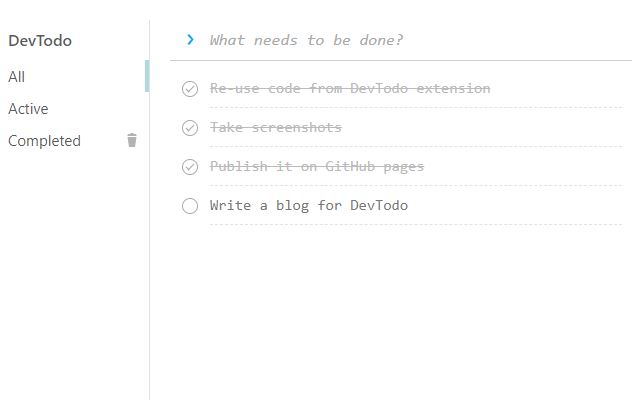 DevTodo
All
Active
Completed
What needs to be done?
Re-use code from DevTodo extension
Take screenshots
Publish it on GitHub pages
Write a blog for DevTodo